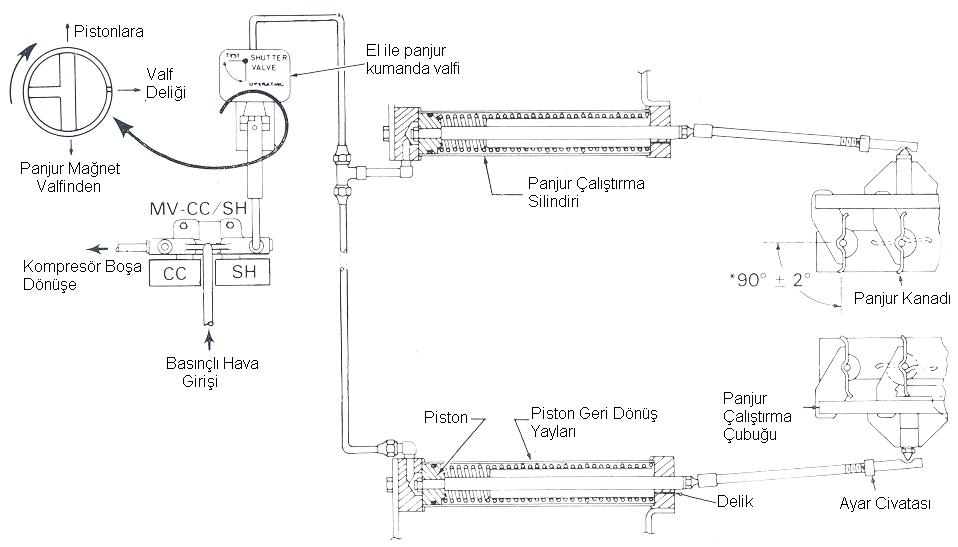 Pistonlara
Valf
Deliği
Panjur Mağnet
Valfinden
TEST
SHUTTER
VALVE
OPERATING
El ile panjur
kumanda valfi
MV-CC/SH
CC
SH
Kompresör Boşa
Dönüşe
Basınçlı Hava
Girişi
Panjur Çalıştırma
Silindiri
*90° ± 2°
Panjur Kanadı
Panjur
Çalıştırma
Çubuğu
Piston
Piston Geri Dönüş
Yayları
Delik
Ayar Civatası